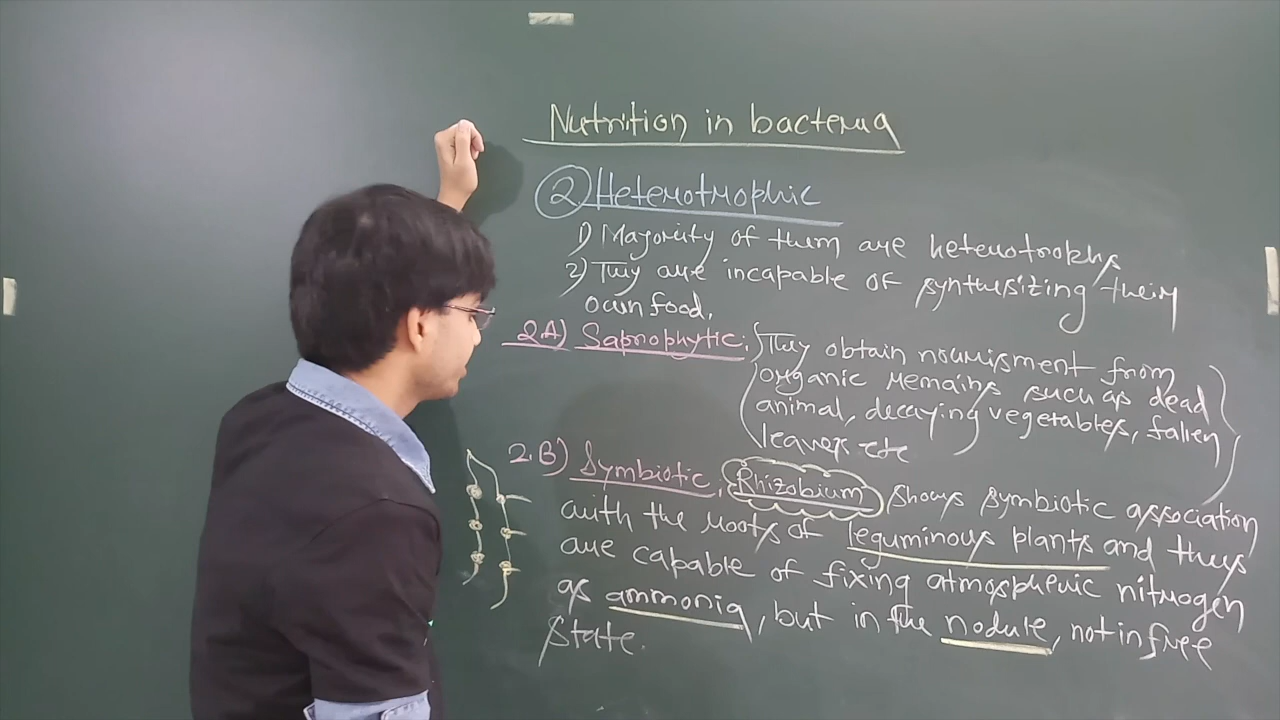 Nutrition in bacteria
② Heterotrophic
1) Majority of them are heterotrophs
2) They are incapable of synthesizing their
own food.
2A) Saprophytic: They obtain nourisment from
organic remains such as dead
animal, decaying vegetables, fallen
leaves etc
2.B) Symbiotic, Rhizobium shows symbiotic association
with the roots of leguminous plants and thus
are capable of fixing atmospheric nitrogen
as ammonia, but in the nodule, not in free
state.